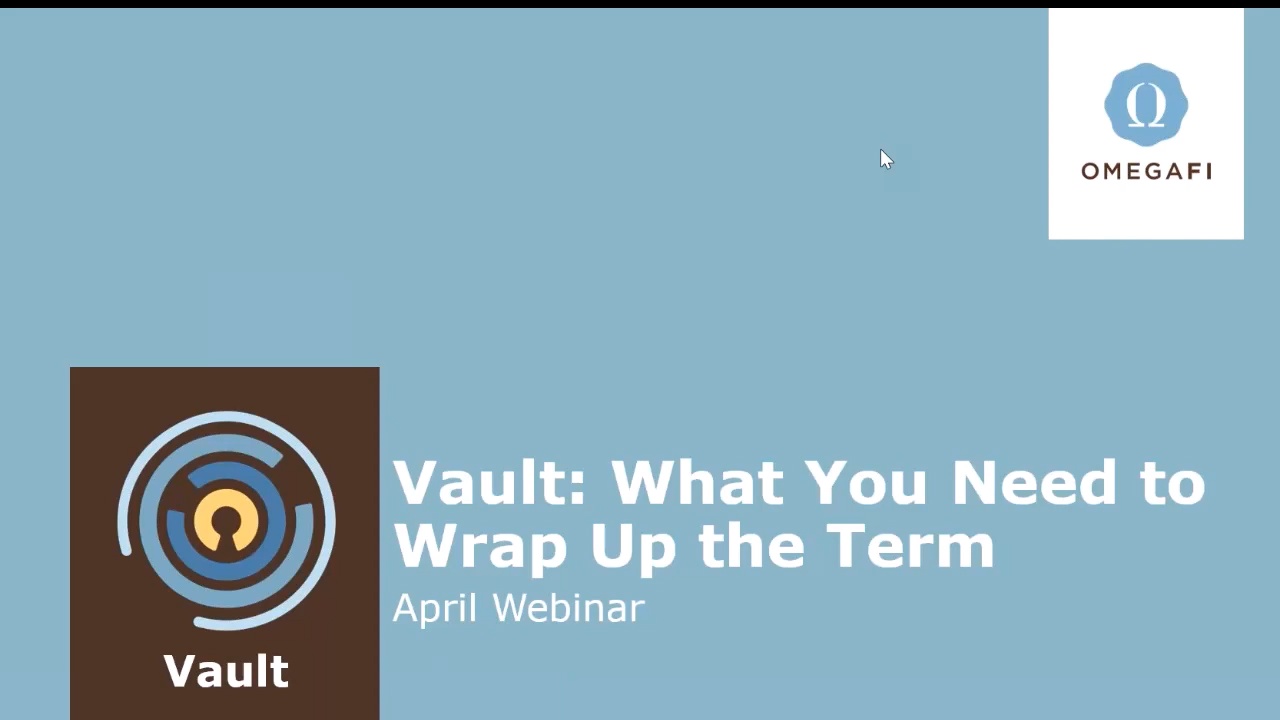 Ω
OMEGAFI
Vault: What You Need to
Wrap Up the Term
April Webinar
Vault